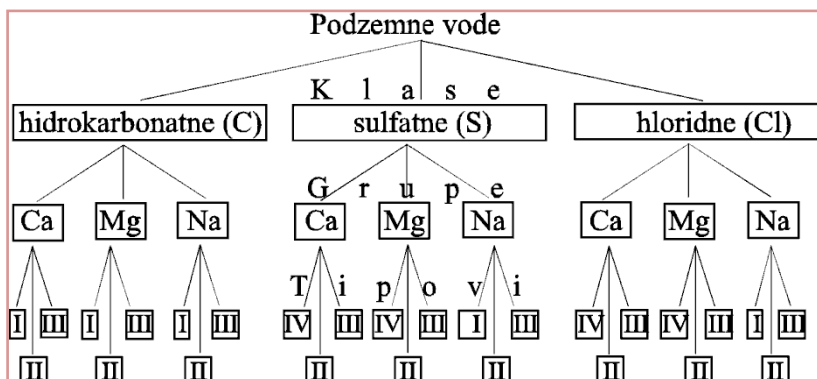 Podzemne vode
K l a s e
hidrokarbonatne (C) sulfatne (S) hloridne (Cl)
G r u p e
Ca Mg Na Ca Mg Na Ca Mg Na
T i p o v i
I III I III I III IV III IV III I III IV III IV III I III
II II II II II II II II II